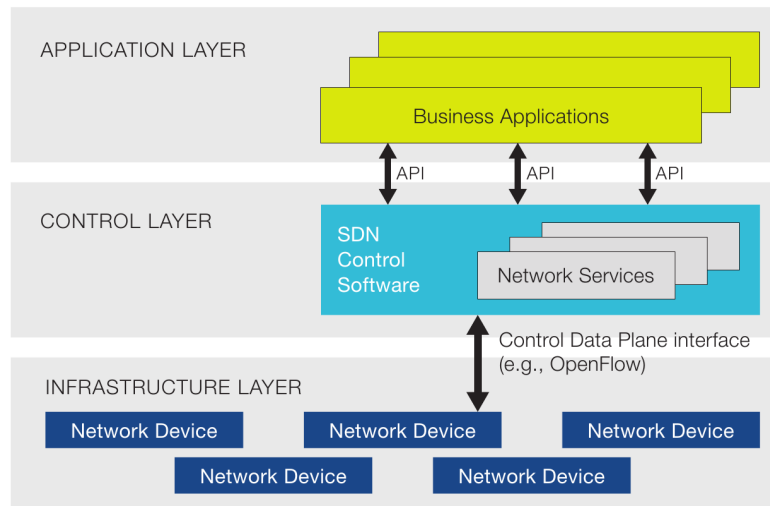 APPLICATION LAYER
Business Applications
API
API
API
CONTROL LAYER
SDN
Control
Software
Network Services
Control Data Plane interface
(e.g., OpenFlow)
INFRASTRUCTURE LAYER
Network Device
Network Device
Network Device
Network Device
Network Device